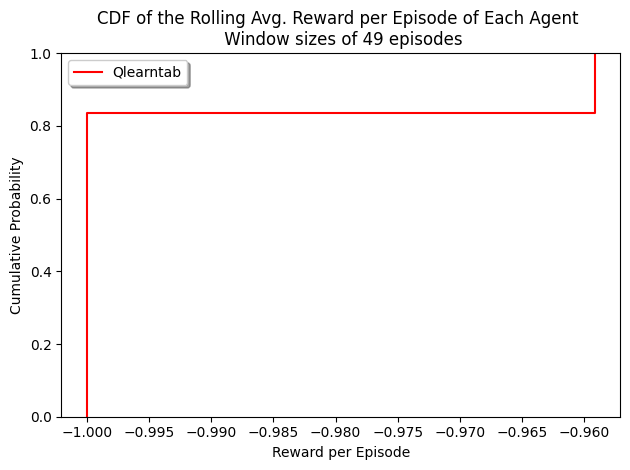 CDF of the Rolling Avg. Reward per Episode of Each Agent
Window sizes of 49 episodes
Qlearntab
1.0
0.8
0.6
0.4
0.2
0.0
Cumulative Probability
−1.000 −0.995 −0.990 −0.985 −0.980 −0.975 −0.970 −0.965 −0.960
Reward per Episode